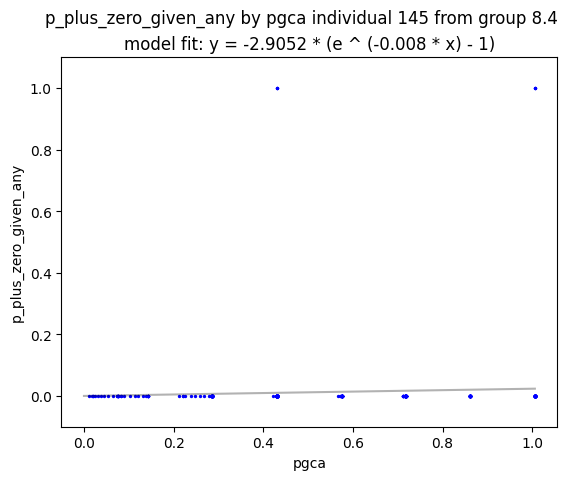 p_plus_zero_given_any by pgca individual 145 from group 8.4
model fit: y = -2.9052 * (e ^ (-0.008 * x) - 1)
1.0
0.8
0.6
0.4
0.2
0.0
p_plus_zero_given_any
0.0 0.2 0.4 0.6 0.8 1.0
pgca